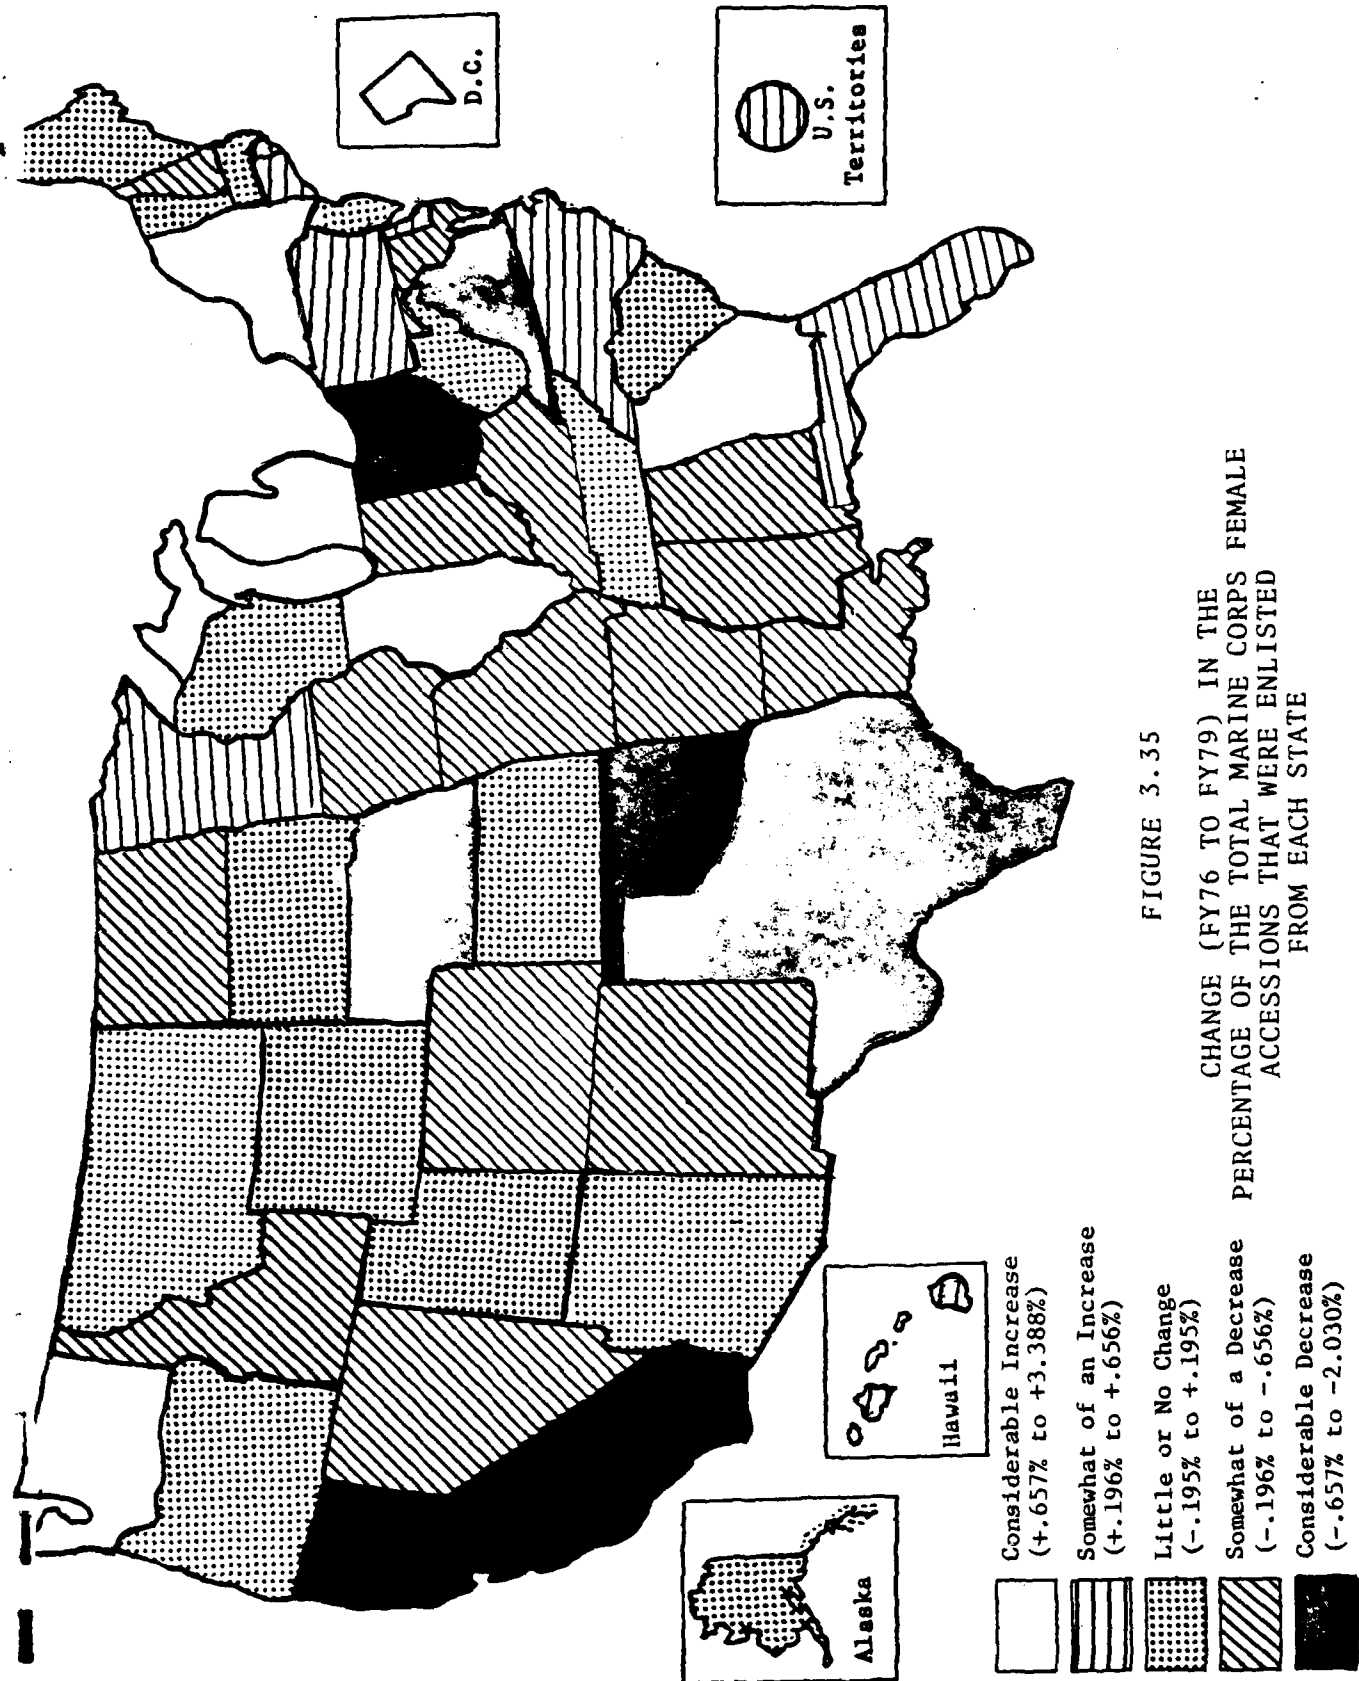 D.C.
U.S.
Territories
Alaska
Hawaii
Considerable Increase
(+.657% to +3.388%)
Somewhat of an Increase
(+.196% to +.656%)
Little or No Change
(-.195% to +.195%)
Somewhat of a Decrease
(-.196% to -.656%)
Considerable Decrease
(-.657% to -2.030%)
FIGURE 3.35
CHANGE (FY76 TO FY79) IN THE
PERCENTAGE OF THE TOTAL MARINE CORPS FEMALE
ACCESSIONS THAT WERE ENLISTED
FROM EACH STATE